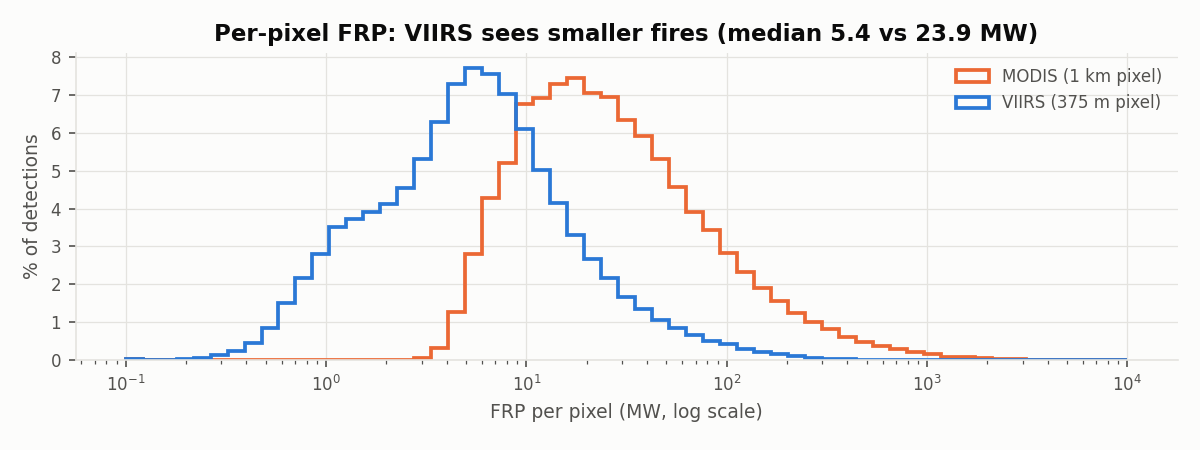 Per-pixel FRP: VIIRS sees smaller fires (median 5.4 vs 23.9 MW)
% of detections
8
7
6
5
4
3
2
1
0
MODIS (1 km pixel)
VIIRS (375 m pixel)
10⁻¹ 10⁰ 10¹ 10² 10³ 10⁴
FRP per pixel (MW, log scale)